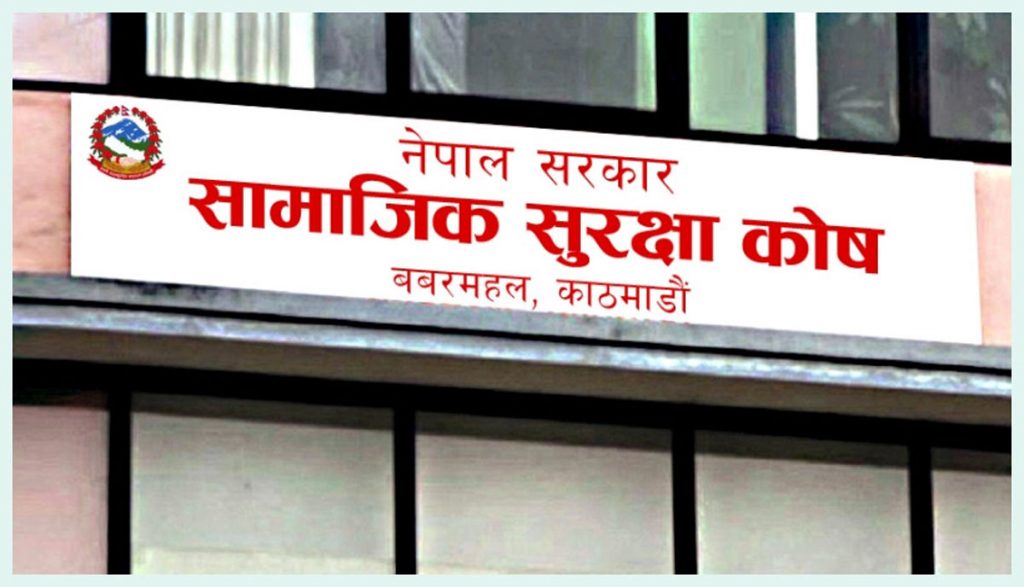 नेपाल सरकार
सामाजिक सुरक्षा कोष
बबरमहल, काठमाडौं